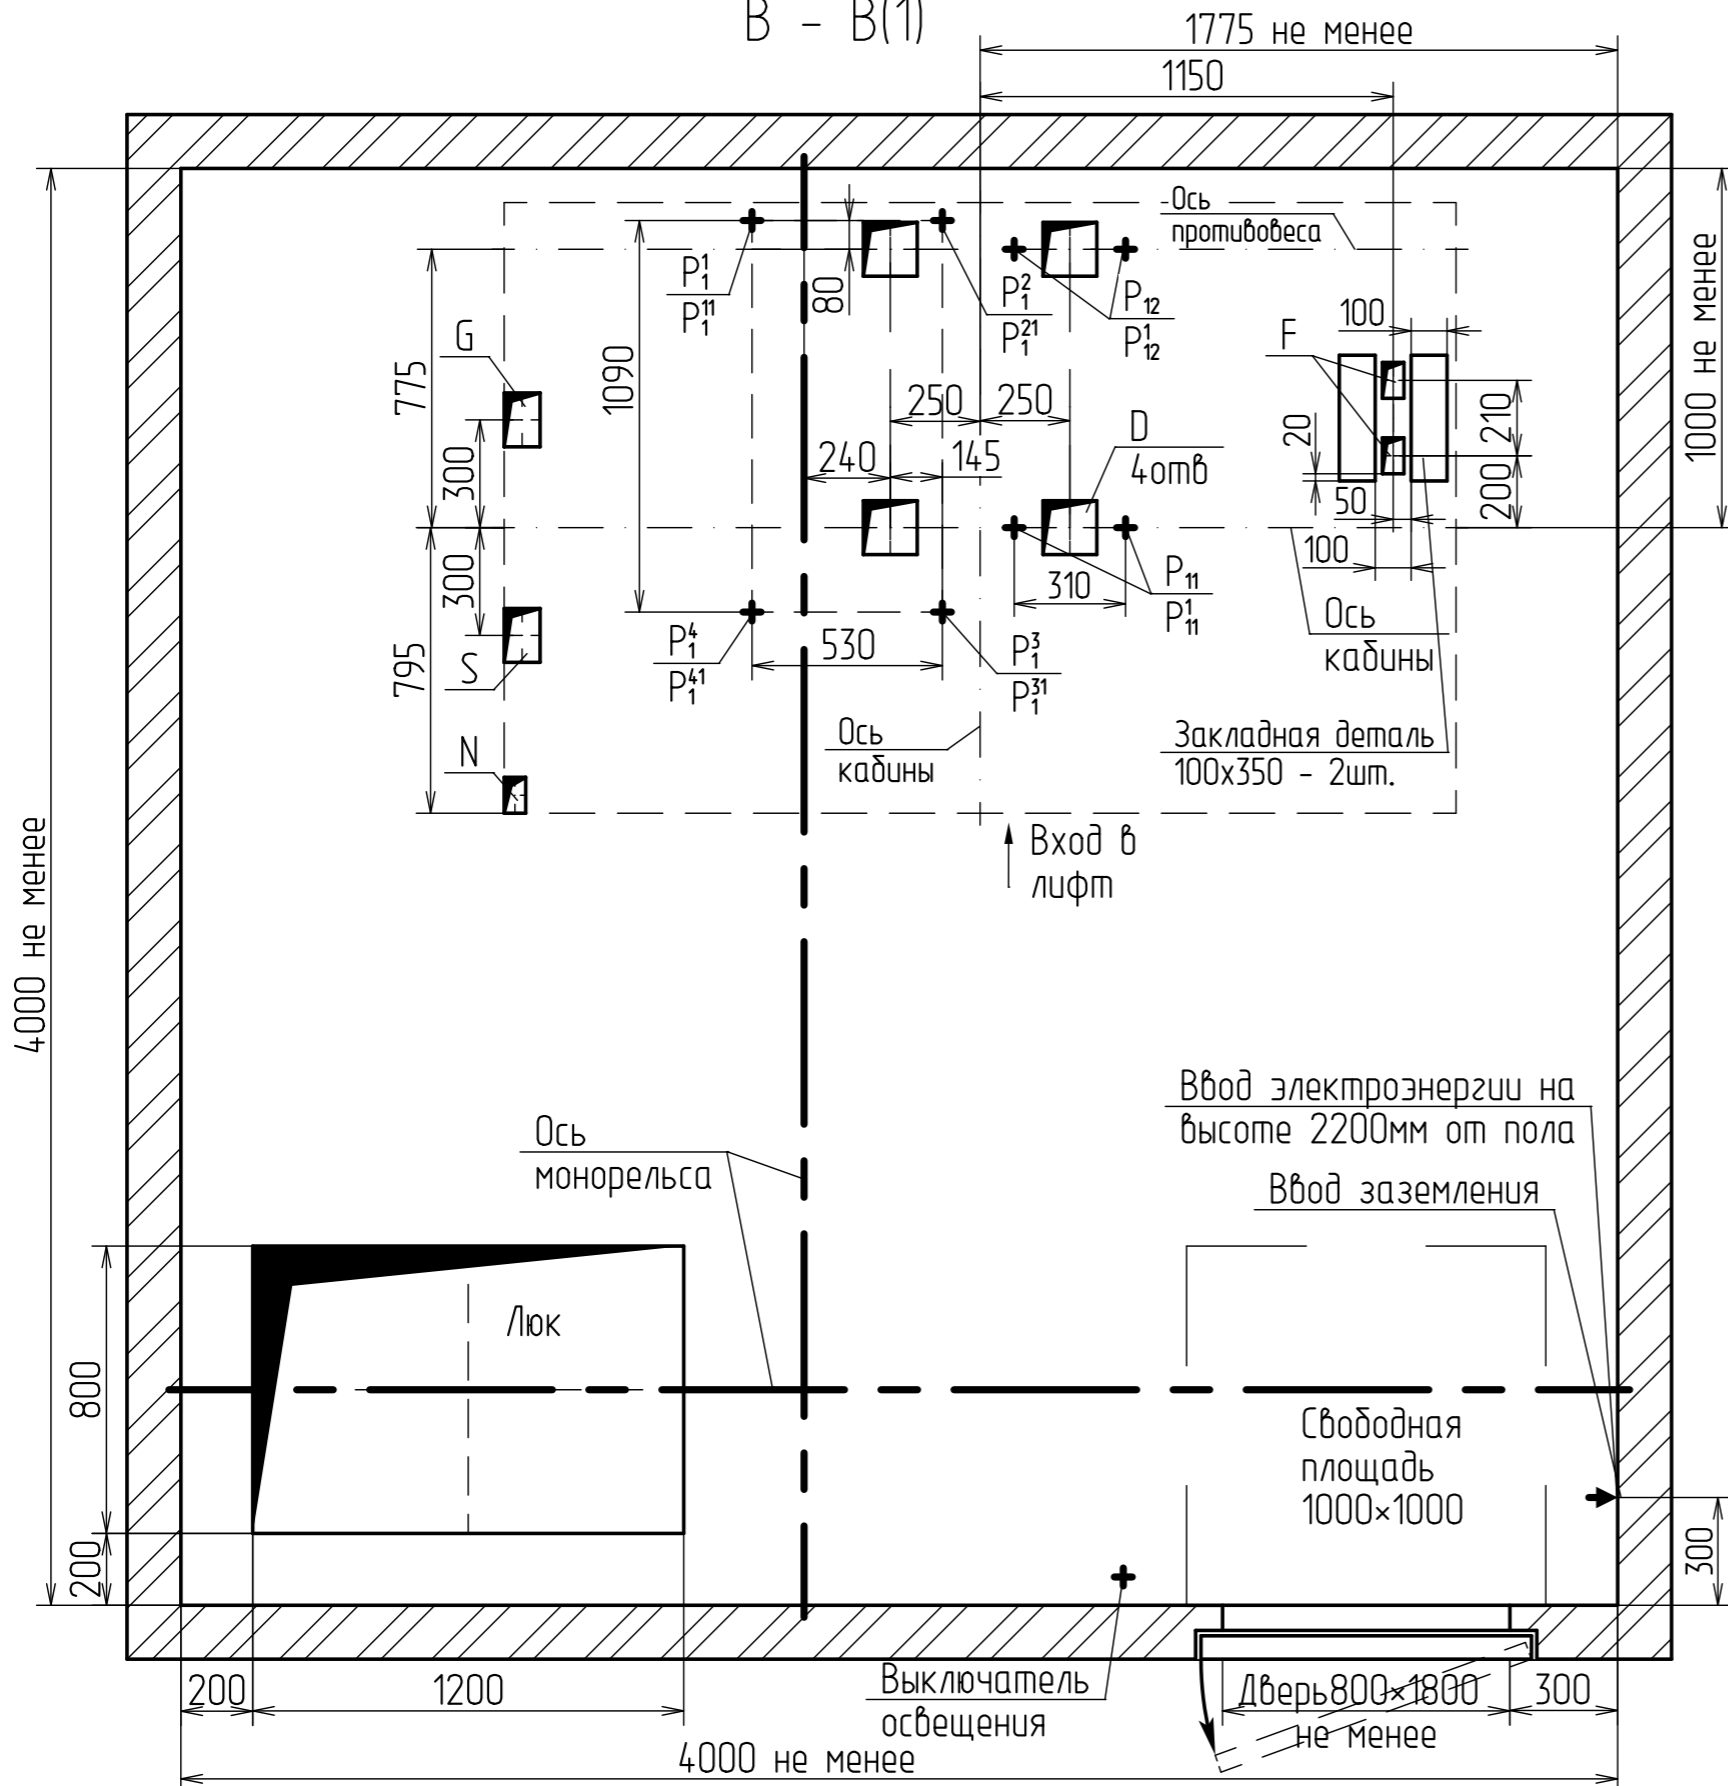 В - В(1)
1775 не менее
1150
Ось
противовеса
P₁¹
P₁¹¹
80
P₁²
P₁²¹
P₁₂
P¹₁₂
100
F
G
775
1090
1000 не менее
250
250
D
4отв
20
210
300
240
145
50
200
100
300
310
P₁₁
P¹₁₁
Ось
кабины
P₁⁴
P₁⁴¹
530
P₁³
P₁³¹
S
795
N
Ось
кабины
Закладная деталь
100х350 - 2шт.
Вход в
лифт
4000 не менее
Ввод электроэнергии на
высоте 2200мм от пола
Ось
монорельса
Ввод заземления
Люк
800
Свободная
площадь
1000×1000
200
300
200
1200
Выключатель
освещения
Дверь800×1800
не менее
300
4000 не менее